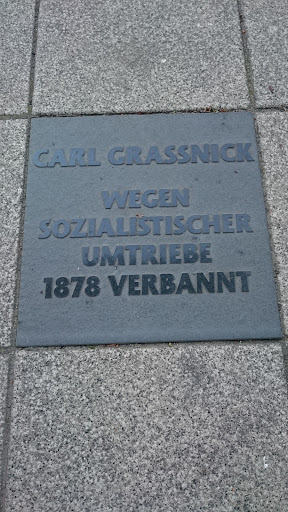 CARL GRASSNICK
WEGEN
SOZIALISTISCHER
UMTRIEBE
1878 VERBANNT